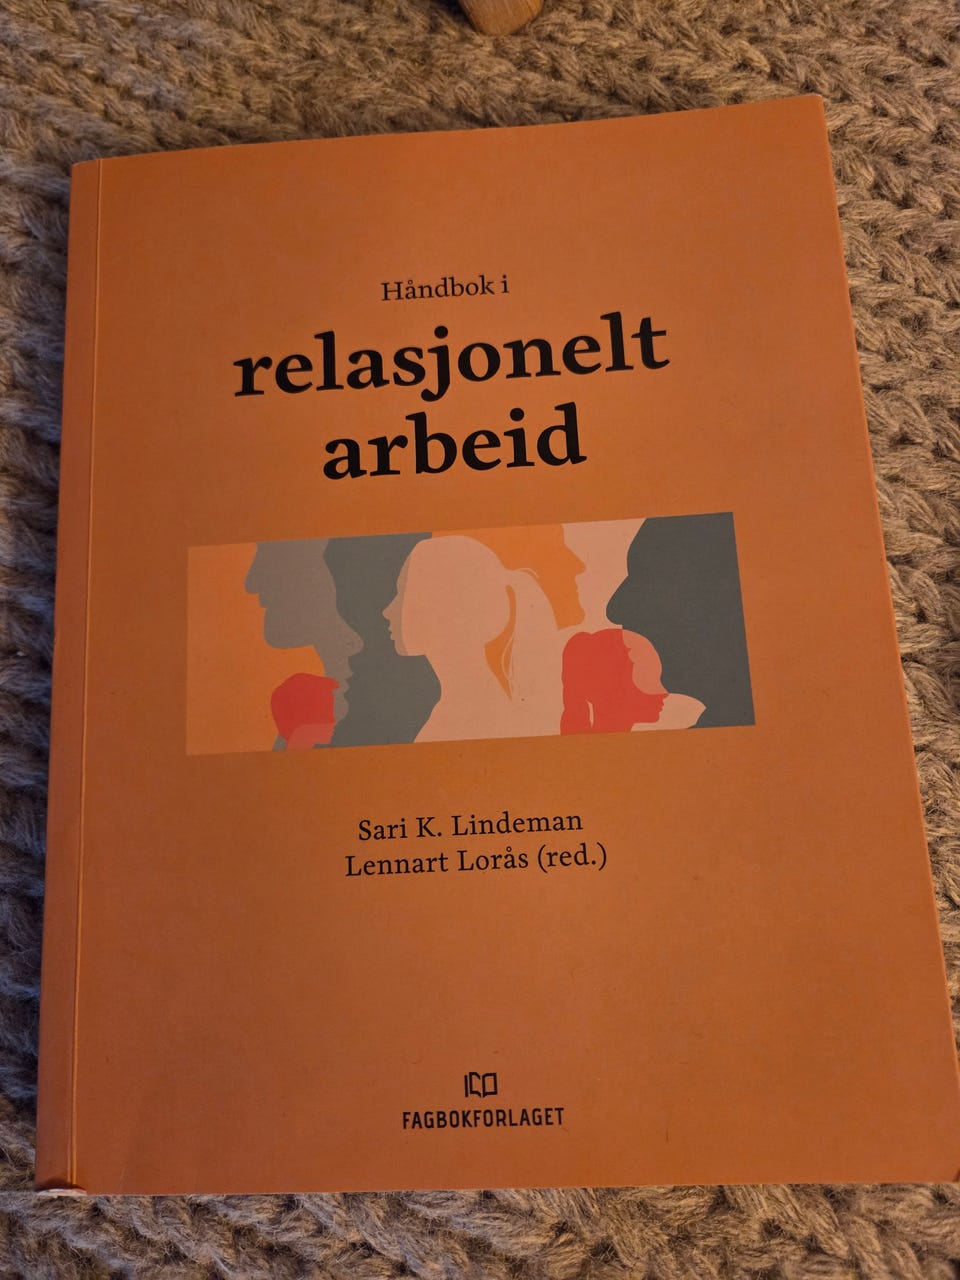 Håndbok i
relasjonelt
arbeid
Sari K. Lindeman
Lennart Lorås (red.)
FAGBOKFORLAGET